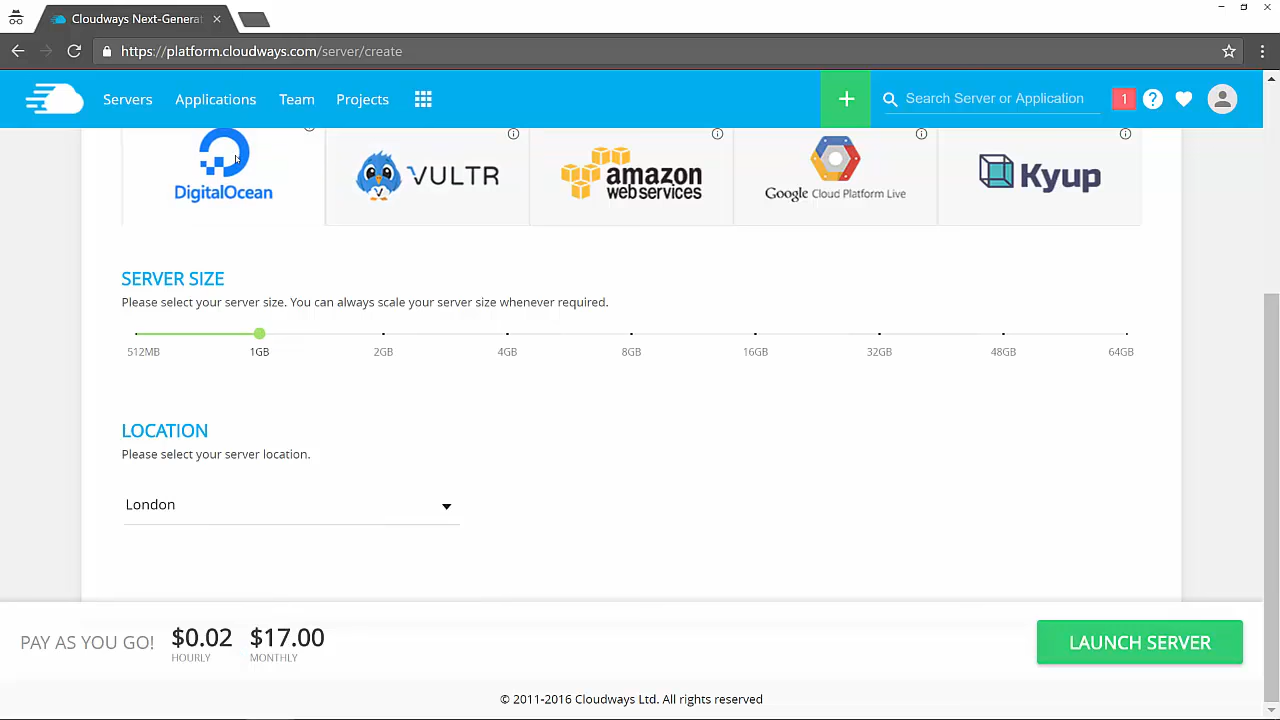 Cloudways Next-Generat
https://platform.cloudways.com/server/create
Servers
Applications
Team
Projects
+
Search Server or Application
1
?
DigitalOcean
VULTR
amazon
web services
Google Cloud Platform Live
Kyup
SERVER SIZE
Please select your server size. You can always scale your server size whenever required.
512MB
1GB
2GB
4GB
8GB
16GB
32GB
48GB
64GB
LOCATION
Please select your server location.
London
PAY AS YOU GO!
$0.02
HOURLY
$17.00
MONTHLY
LAUNCH SERVER
© 2011-2016 Cloudways Ltd. All rights reserved